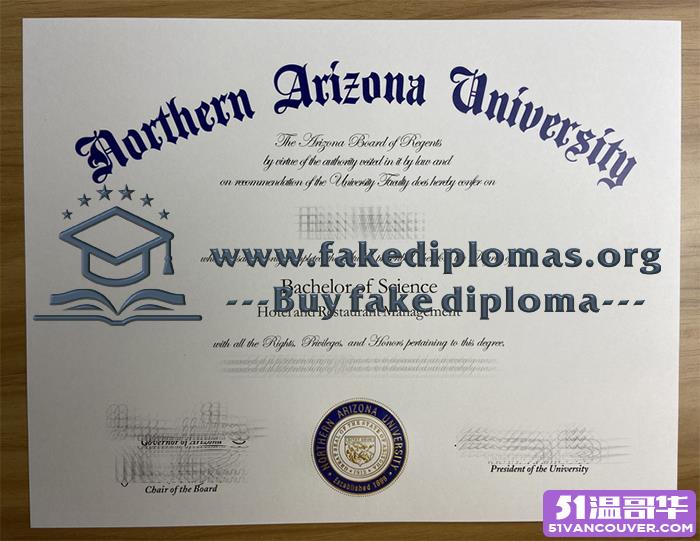 Northern Arizona University
The Arizona Board of Regents
by virtue of the authority vested in it by law and
on recommendation of the University Faculty does hereby confer on
www.fakediplomas.org
Bachelor of Science
---Buy fake diploma---
Hotel and Restaurant Management
with all the Rights, Privileges, and Honors pertaining to this degree.
Governor of Arizona
Chair of the Board
NORTHERN ARIZONA UNIVERSITY
Established 1899
President of the University
51温哥华
51VANCOUVER.COM